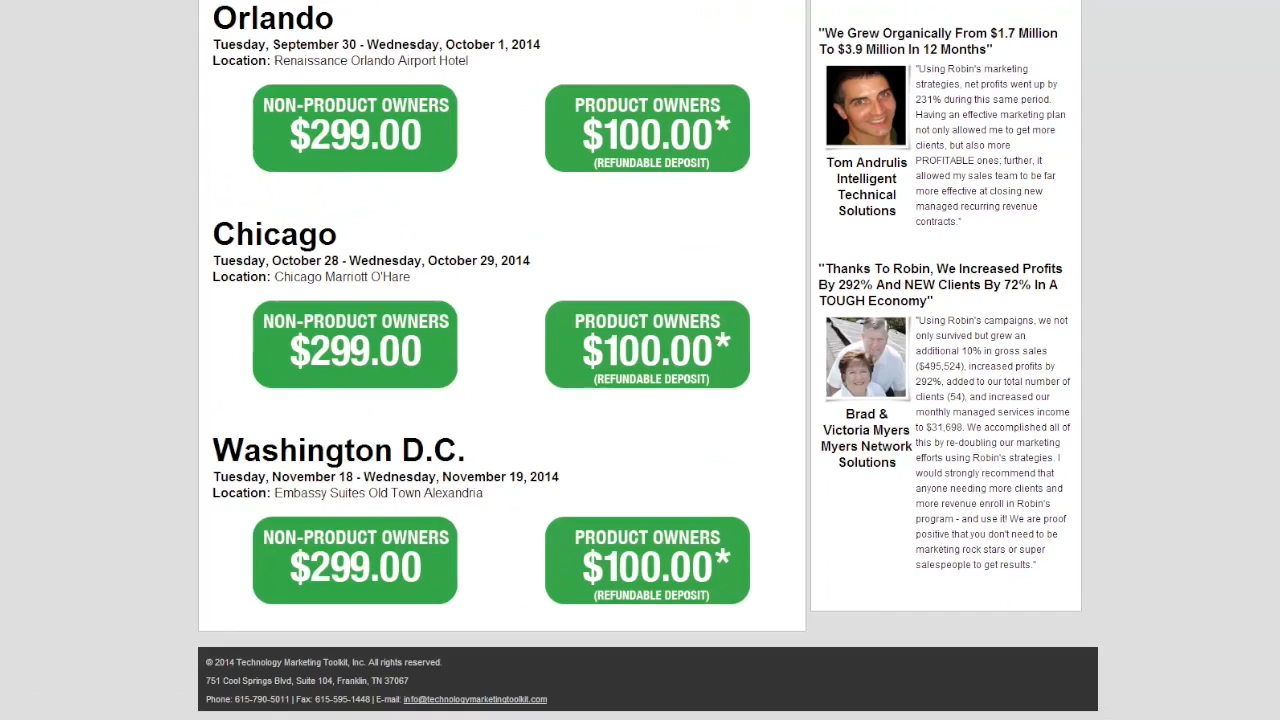 Orlando
Tuesday, September 30 - Wednesday, October 1, 2014
Location: Renaissance Orlando Airport Hotel
NON-PRODUCT OWNERS
$299.00
PRODUCT OWNERS
$100.00*
(REFUNDABLE DEPOSIT)
Chicago
Tuesday, October 28 - Wednesday, October 29, 2014
Location: Chicago Marriott O'Hare
NON-PRODUCT OWNERS
$299.00
PRODUCT OWNERS
$100.00*
(REFUNDABLE DEPOSIT)
Washington D.C.
Tuesday, November 18 - Wednesday, November 19, 2014
Location: Embassy Suites Old Town Alexandria
NON-PRODUCT OWNERS
$299.00
PRODUCT OWNERS
$100.00*
(REFUNDABLE DEPOSIT)
"We Grew Organically From $1.7 Million
To $3.9 Million In 12 Months"
"Using Robin's marketing
strategies, net profits went up by
231% during this same period.
Having an effective marketing plan
not only allowed me to get more
clients, but also more
PROFITABLE ones; further, it
allowed my sales team to be far
more effective at closing new
managed recurring revenue
contracts."
Tom Andrulis
Intelligent
Technical
Solutions
"Thanks To Robin, We Increased Profits
By 292% And NEW Clients By 72% In A
TOUGH Economy"
"Using Robin's campaigns, we not
only survived but grew an
additional 10% in gross sales
($495,524), increased profits by
292%, added to our total number of
clients (54), and increased our
monthly managed services income
to $31,698. We accomplished all of
this by re-doubling our marketing
efforts using Robin's strategies. I
would strongly recommend that
anyone needing more clients and
more revenue enroll in Robin's
program - and use it! We are proof
positive that you don't need to be
marketing rock stars or super
salespeople to get results."
Brad &
Victoria Myers
Myers Network
Solutions
© 2014 Technology Marketing Toolkit, Inc. All rights reserved.
751 Cool Springs Blvd, Suite 104, Franklin, TN 37067
Phone: 615-790-5011 | Fax: 615-595-1448 | E-mail: info@technologymarketingtoolkit.com